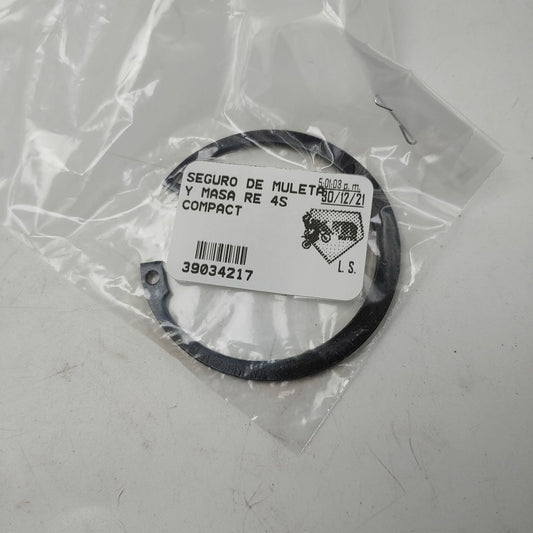 SEGURO DE MULETA
Y MASA RE 4S
COMPACT
5:01:03 p.m.
30/12/21
39034217
L.S.